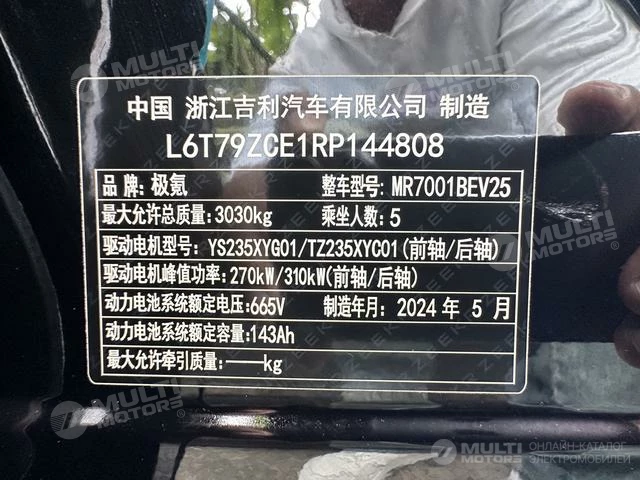 中国 浙江吉利汽车有限公司 制造
L6T79ZCE1RP144808
品 牌: 极氪 整车型号: MR7001BEV25
最大允许总质量: 3030kg 乘坐人数: 5
驱动电机型号: YS235XYG01/TZ235XYC01(前轴/后轴)
驱动电机峰值功率: 270kW/310kW(前轴/后轴)
动力电池系统额定电压: 665V 制造年月: 2024 年 5 月
动力电池系统额定容量: 143Ah
最大允许牵引质量: ——kg
MULTI MOTORS
ZEEKR
MULTI MOTORS ОНЛАЙН-КАТАЛОГ
ЭЛЕКТРОМОБИЛЕЙ